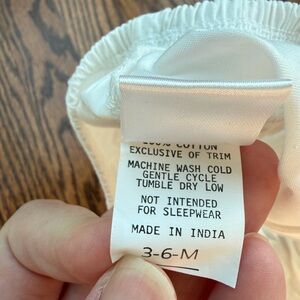 100% COTTON
EXCLUSIVE OF TRIM
MACHINE WASH COLD
GENTLE CYCLE
TUMBLE DRY LOW
NOT INTENDED
FOR SLEEPWEAR
MADE IN INDIA
3-6-M